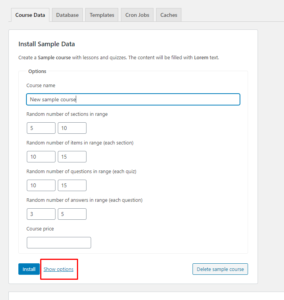 Course Data Database Templates Cron Jobs Caches
Install Sample Data
Create a Sample course with lessons and quizzes. The content will be filled with Lorem text.
Options
Course name
New sample course
Random number of sections in range
5 10
Random number of items in range (each section)
10 15
Random number of questions in range (each quiz)
10 15
Random number of answers in range (each question)
3 5
Course price
Install Show options Delete sample course